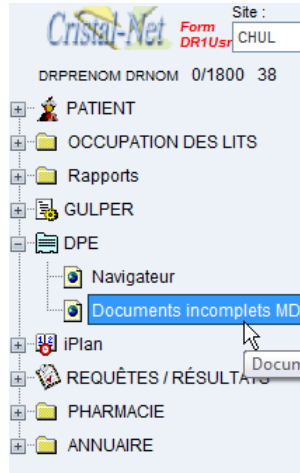 Site :
Cristal-Net Form
DR1Usr CHUL
DRPRENOM DRNOM 0/1800 38
PATIENT
OCCUPATION DES LITS
Rapports
GULPER
DPE
Navigateur
Documents incomplets MD
iPlan
Docum
REQUÊTES / RÉSULTATS
PHARMACIE
ANNUAIRE